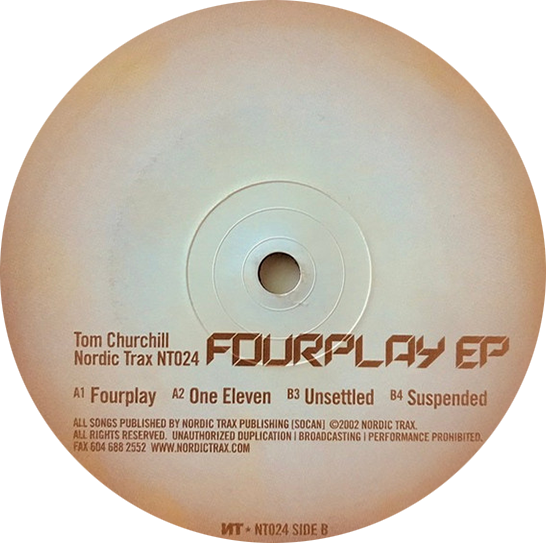 Tom Churchill
Nordic Trax NT024 FOURPLAY EP
A1 Fourplay A2 One Eleven B3 Unsettled B4 Suspended
ALL SONGS PUBLISHED BY NORDIC TRAX PUBLISHING [SOCAN] ©2002 NORDIC TRAX.
ALL RIGHTS RESERVED. UNAUTHORIZED DUPLICATION | BROADCASTING | PERFORMANCE PROHIBITED.
FAX 604 688 2552 WWW.NORDICTRAX.COM
NT * NT024 SIDE B